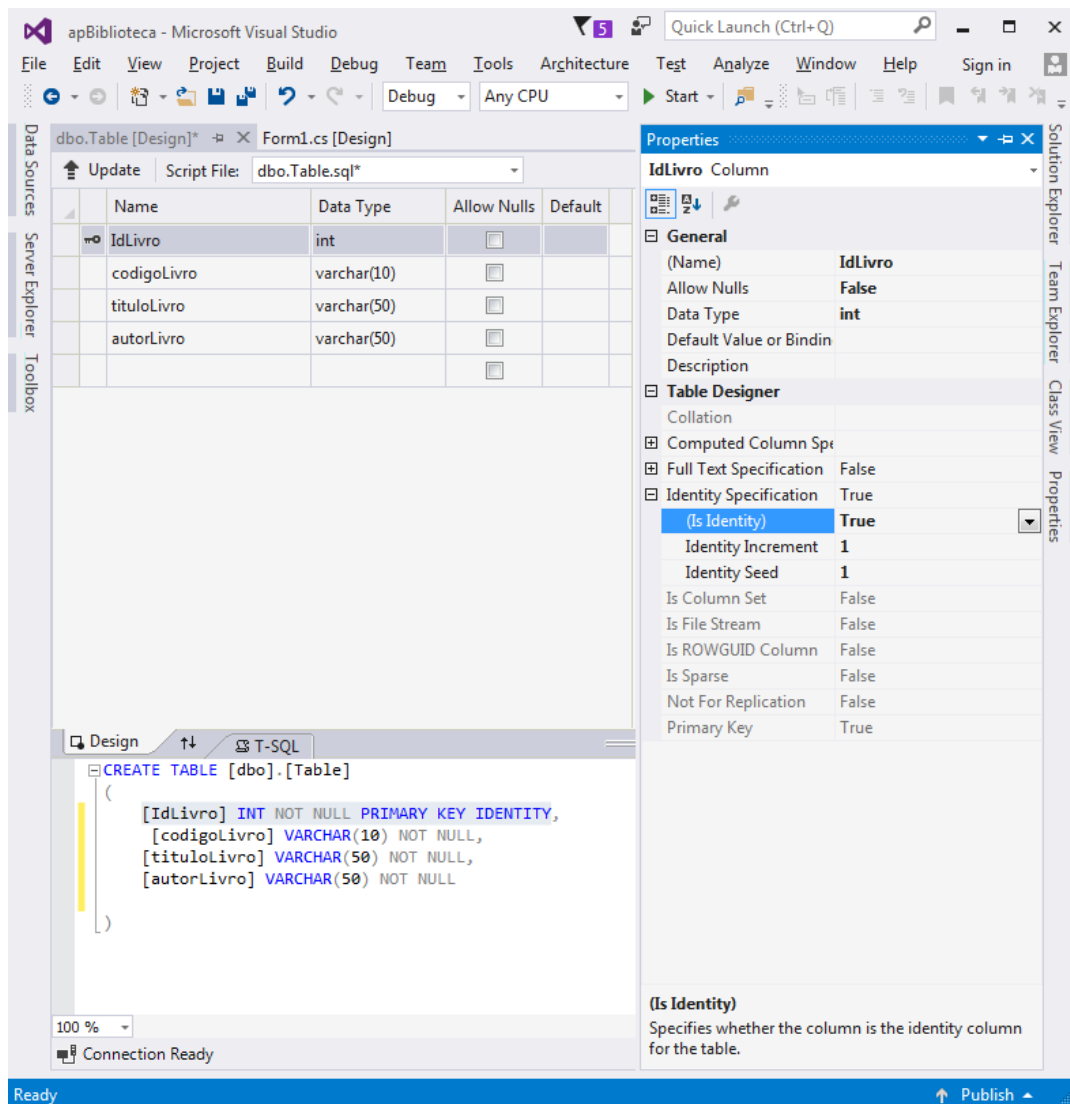 apBiblioteca - Microsoft Visual Studio
5
Quick Launch (Ctrl+Q)
File Edit View Project Build Debug Team Tools Architecture Test Analyze Window Help Sign in
Debug Any CPU Start
Data Sources
Server Explorer
Toolbox
dbo.Table [Design]* Form1.cs [Design]
Update Script File: dbo.Table.sql*
Name Data Type Allow Nulls Default
IdLivro int
codigoLivro varchar(10)
tituloLivro varchar(50)
autorLivro varchar(50)
Design T-SQL
CREATE TABLE [dbo].[Table]
(
[IdLivro] INT NOT NULL PRIMARY KEY IDENTITY,
[codigoLivro] VARCHAR(10) NOT NULL,
[tituloLivro] VARCHAR(50) NOT NULL,
[autorLivro] VARCHAR(50) NOT NULL
)
100 %
Connection Ready
Properties
IdLivro Column
General
(Name) IdLivro
Allow Nulls False
Data Type int
Default Value or Bindin
Description
Table Designer
Collation
Computed Column Spe
Full Text Specification False
Identity Specification True
(Is Identity) True
Identity Increment 1
Identity Seed 1
Is Column Set False
Is File Stream False
Is ROWGUID Column False
Is Sparse False
Not For Replication False
Primary Key True
(Is Identity)
Specifies whether the column is the identity column
for the table.
Solution Explorer
Team Explorer
Class View
Properties
Ready Publish